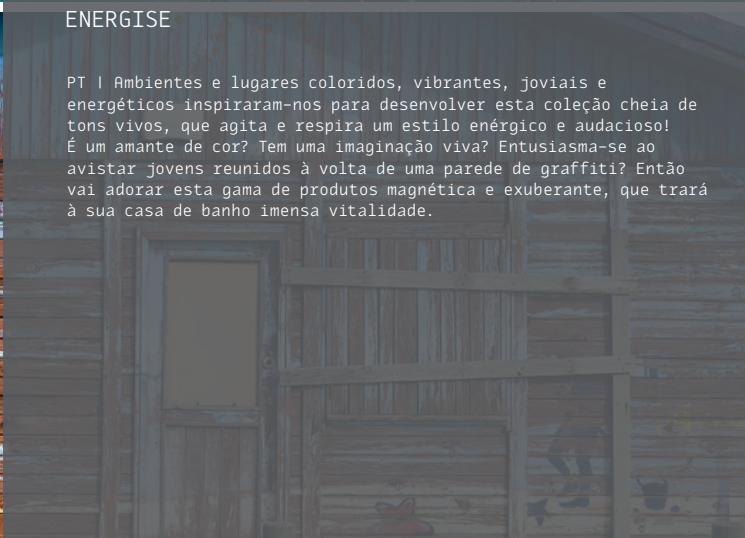 ENERGISE
PT | Ambientes e lugares coloridos, vibrantes, joviais e
energéticos inspiraram-nos para desenvolver esta coleção cheia de
tons vivos, que agita e respira um estilo enérgico e audacioso!
É um amante de cor? Tem uma imaginação viva? Entusiasma-se ao
avistar jovens reunidos à volta de uma parede de graffiti? Então
vai adorar esta gama de produtos magnética e exuberante, que trará
à sua casa de banho imensa vitalidade.